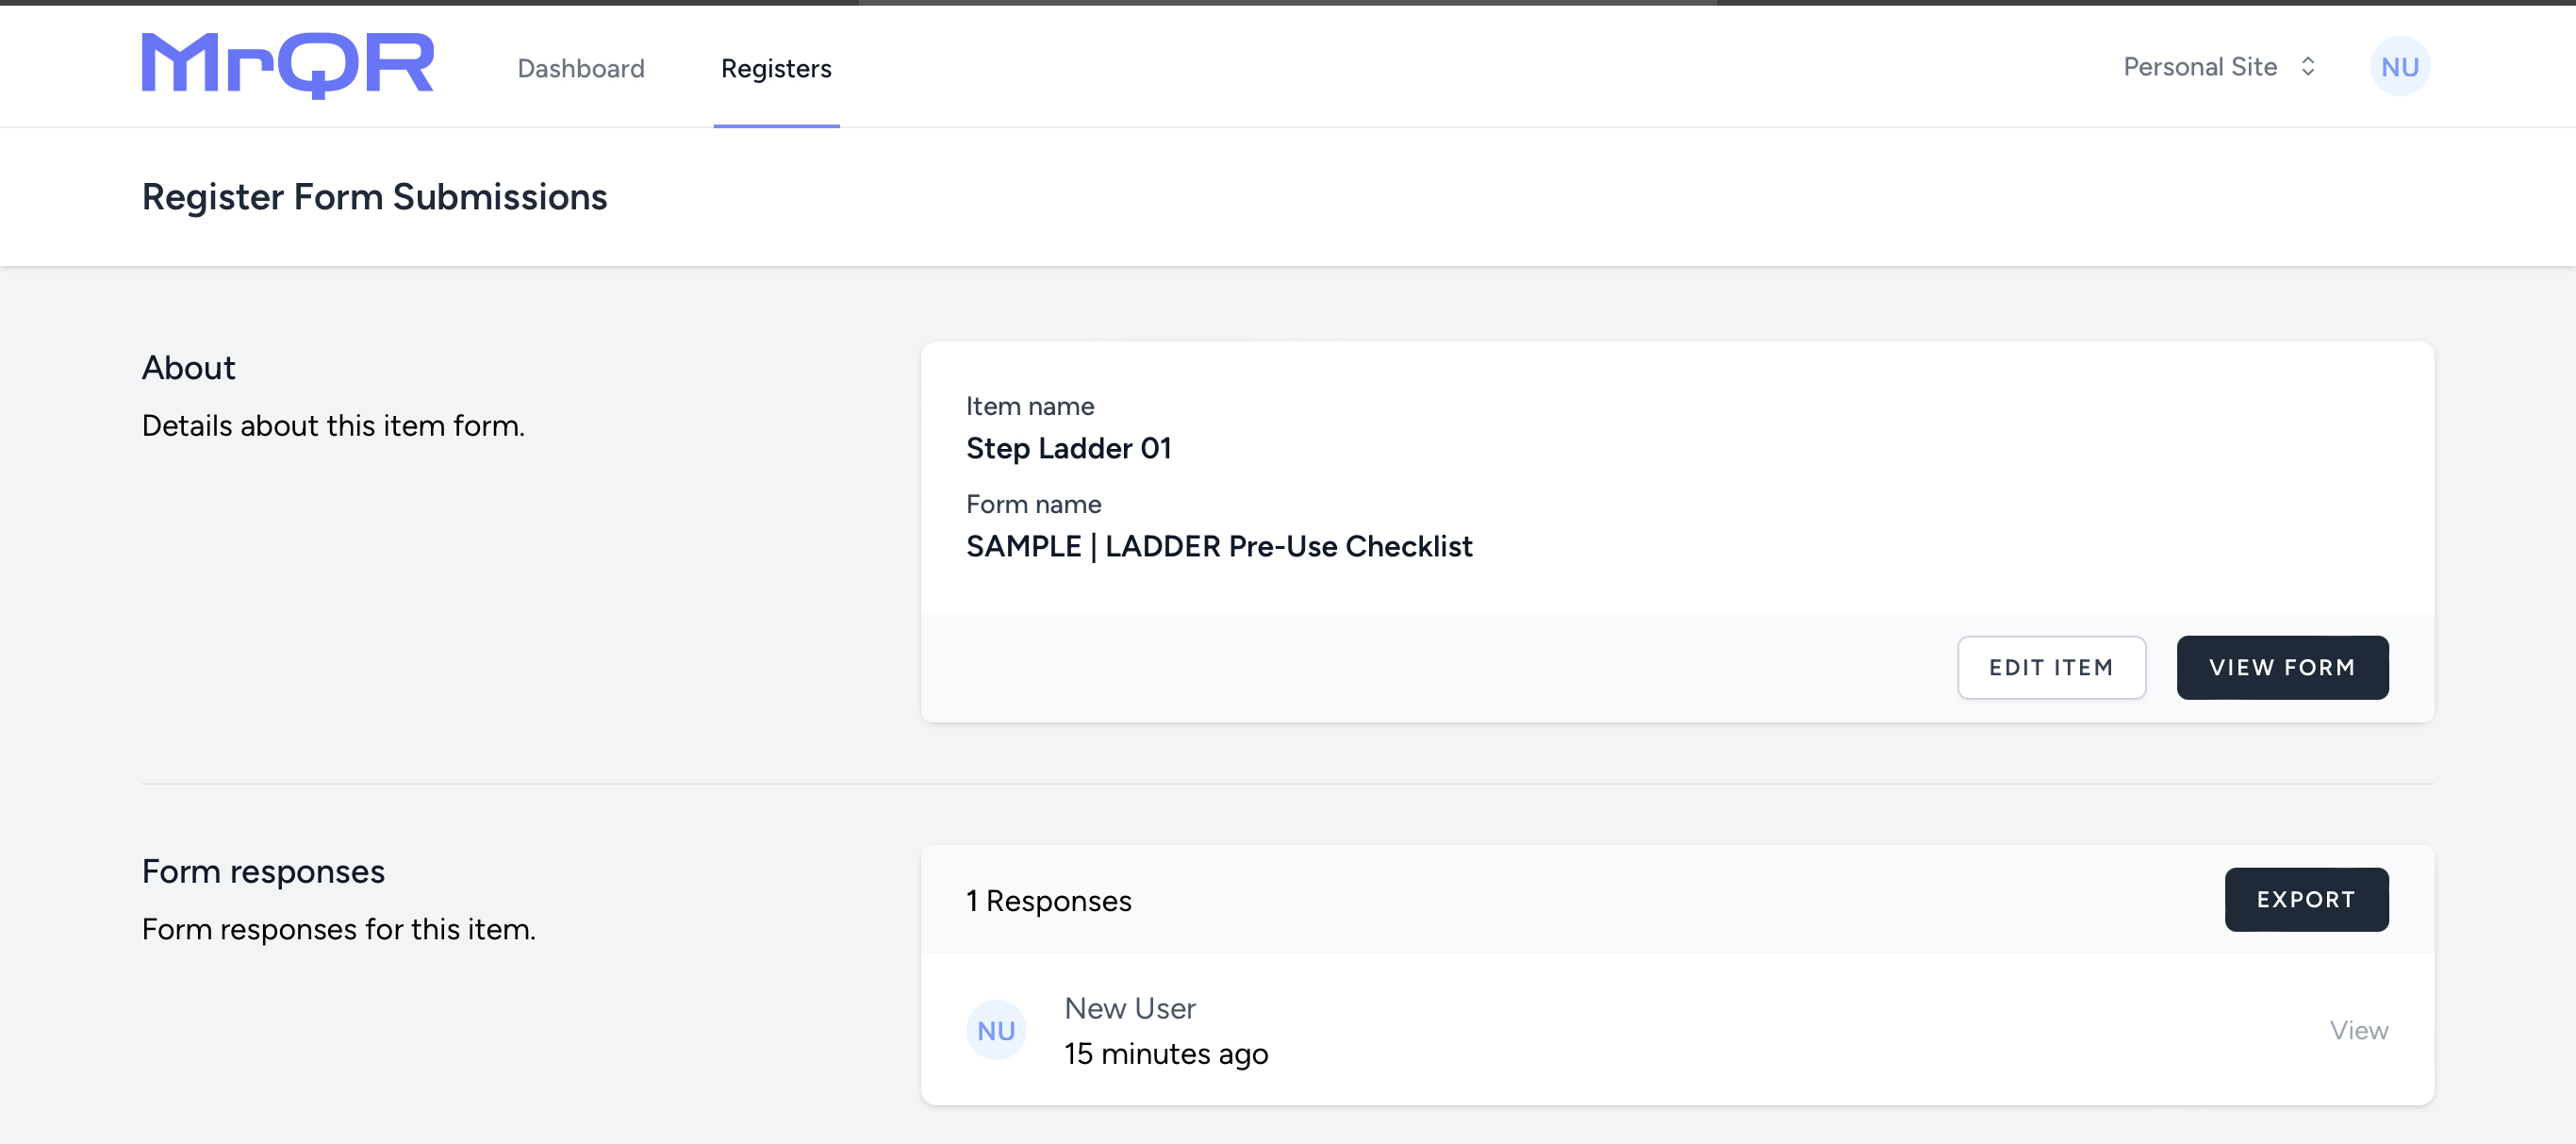 MrQR
Dashboard
Registers
Personal Site
NU
Register Form Submissions
About
Details about this item form.
Item name
Step Ladder 01
Form name
SAMPLE | LADDER Pre-Use Checklist
EDIT ITEM
VIEW FORM
Form responses
Form responses for this item.
1 Responses
EXPORT
NU
New User
15 minutes ago
View